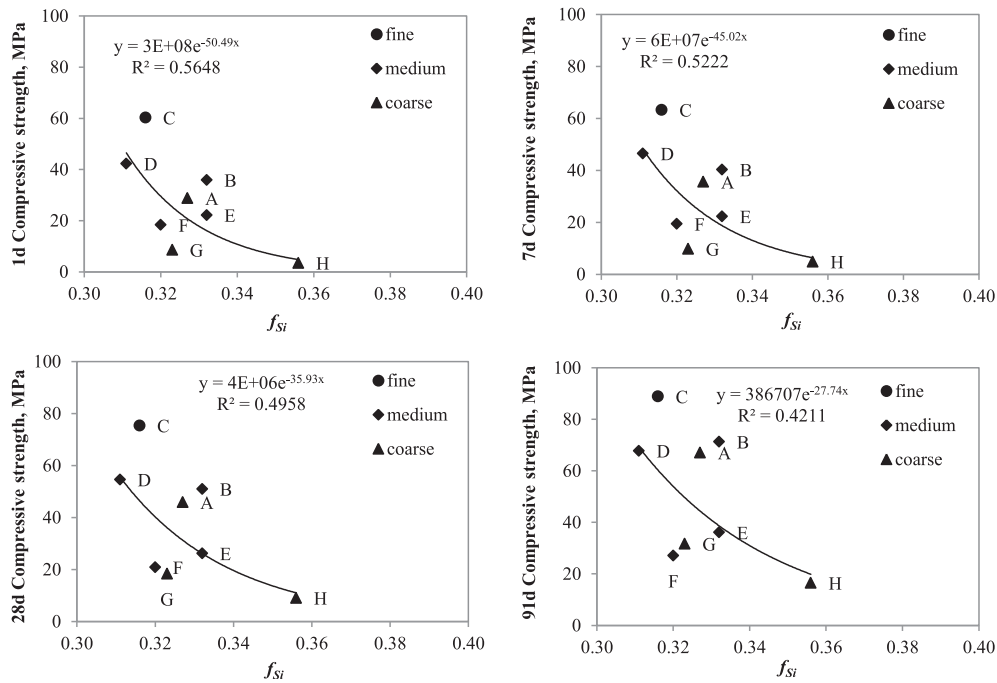 1d Compressive strength, MPa
100
80
60
40
20
0
y = 3E+08e^-50.49x
R² = 0.5648
fine
medium
coarse
C
D
B
A
E
F
G
H
0.30 0.32 0.34 0.36 0.38 0.40
fSi
7d Compressive strength, MPa
100
80
60
40
20
0
y = 6E+07e^-45.02x
R² = 0.5222
fine
medium
coarse
C
D
B
A
E
F
G
H
0.30 0.32 0.34 0.36 0.38 0.40
fSi
28d Compressive strength, MPa
100
80
60
40
20
0
y = 4E+06e^-35.93x
R² = 0.4958
fine
medium
coarse
C
D
B
A
E
F
G
H
0.30 0.32 0.34 0.36 0.38 0.40
fSi
91d Compressive strength, MPa
100
80
60
40
20
0
y = 386707e^-27.74x
R² = 0.4211
fine
medium
coarse
C
B
D
A
E
G
F
H
0.30 0.32 0.34 0.36 0.38 0.40
fSi